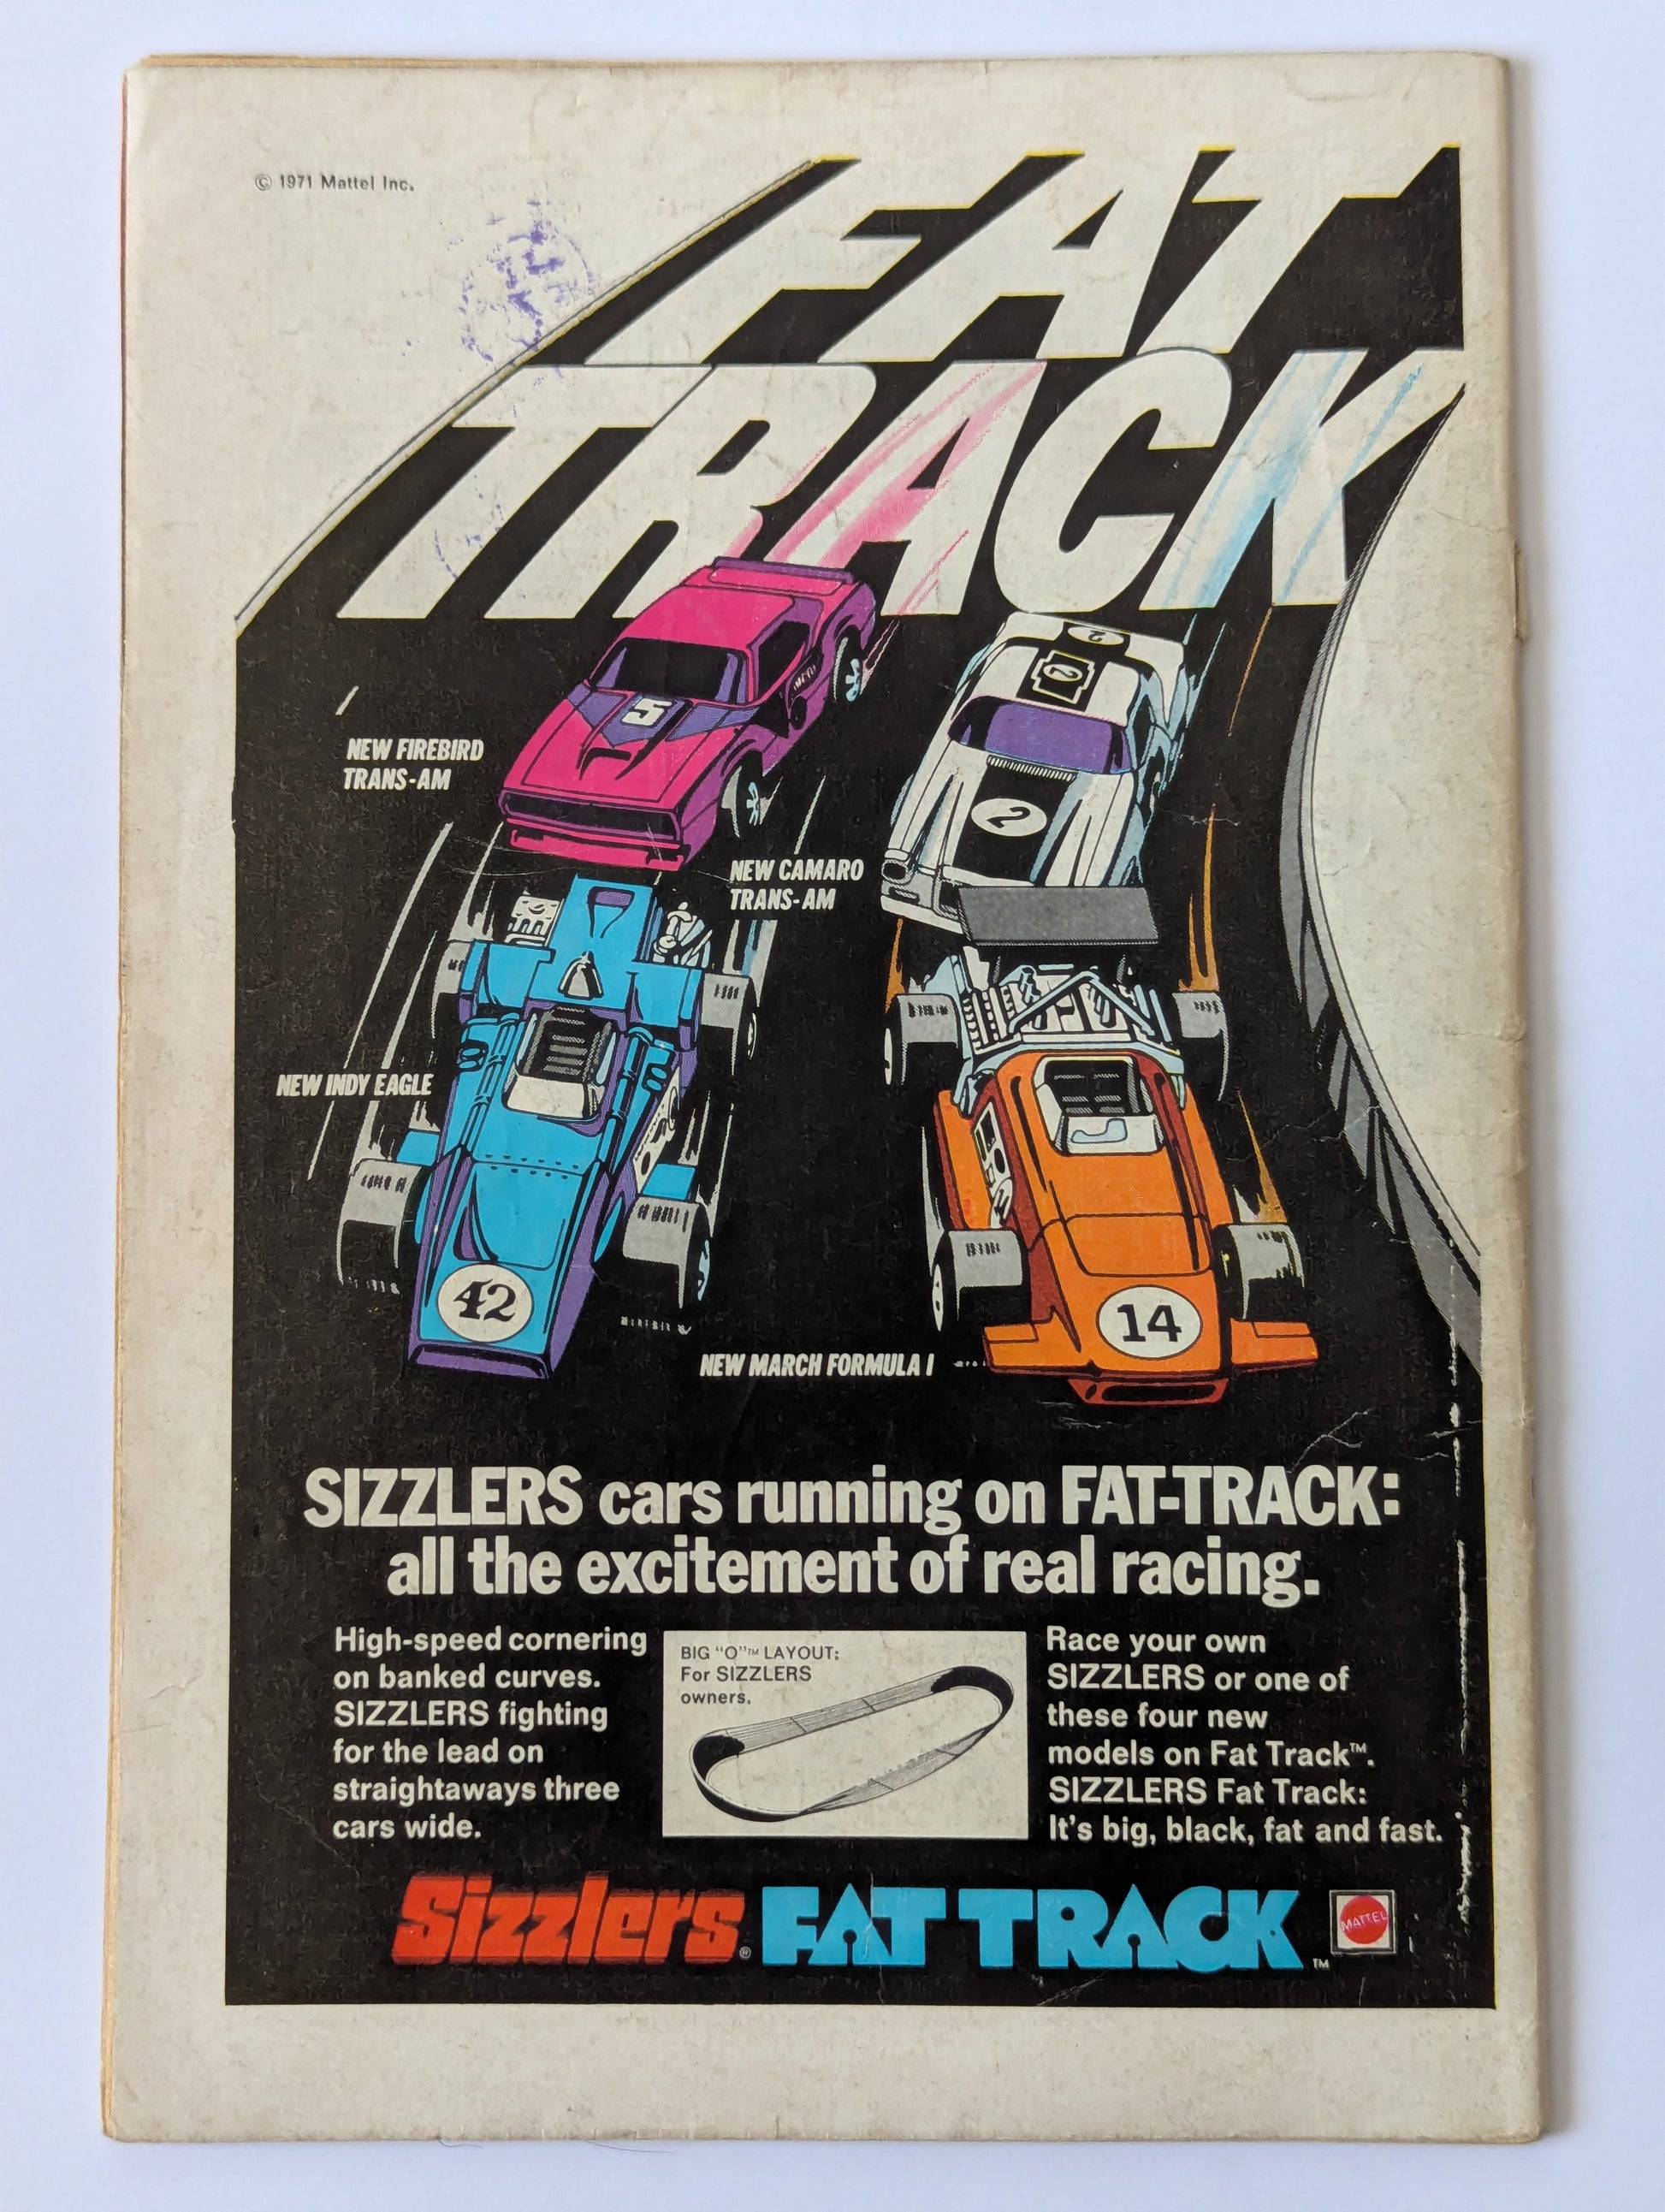 © 1971 Mattel Inc.
FAT
TRACK
5
2
2
2
NEW FIREBIRD
TRANS-AM
NEW CAMARO
TRANS-AM
NEW INDY EAGLE
42
14
NEW MARCH FORMULA I
SIZZLERS cars running on FAT-TRACK:
all the excitement of real racing.
High-speed cornering
on banked curves.
SIZZLERS fighting
for the lead on
straightaways three
cars wide.
BIG "O"™ LAYOUT:
For SIZZLERS
owners.
Race your own
SIZZLERS or one of
these four new
models on Fat Track™.
SIZZLERS Fat Track:
It's big, black, fat and fast.
Sizzlers® FAT TRACK™
MATTEL